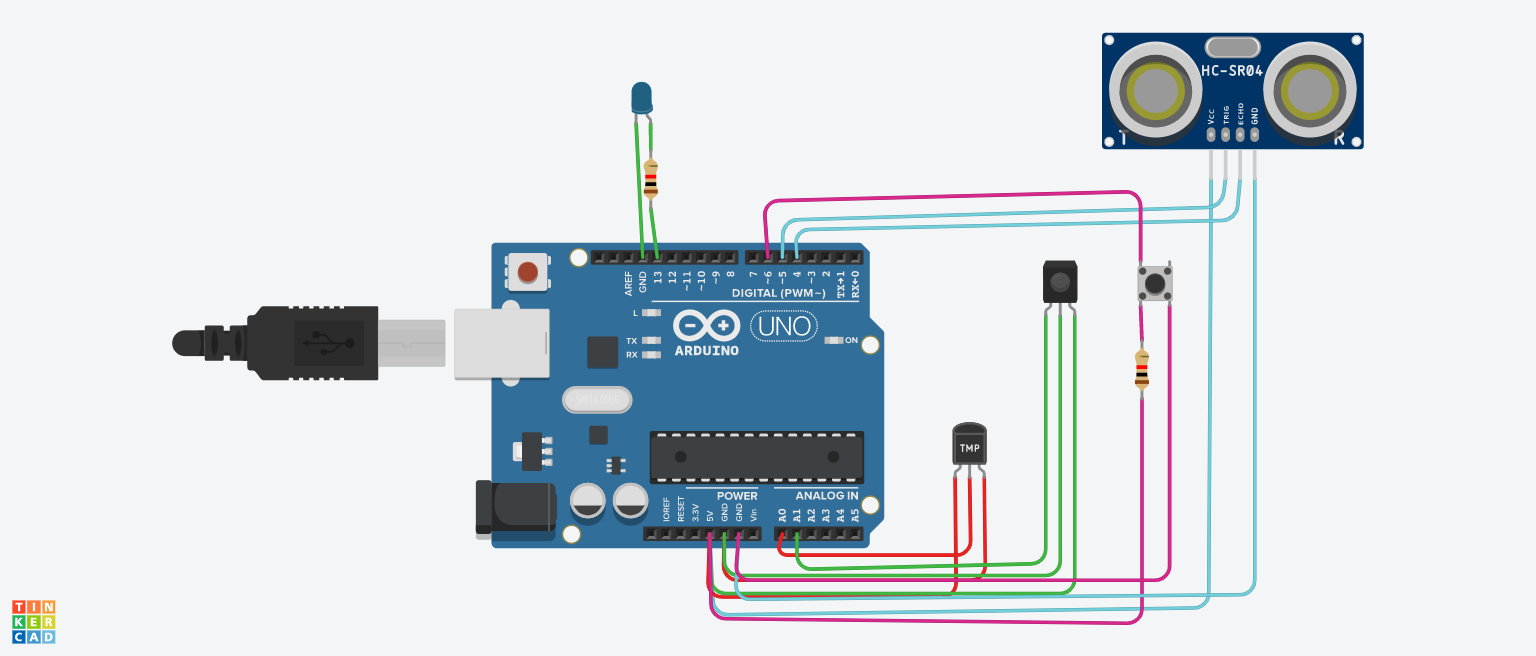 HC-SR04
VCC
TRIG
ECHO
GND
T
R
AREF
GND
13
12
~11
~10
~9
8
7
~6
~5
4
~3
2
TX→1
RX←0
DIGITAL (PWM~)
L
TX
RX
ARDUINO
UNO
ON
TMP
POWER
ANALOG IN
IOREF
RESET
3.3V
5V
GND
GND
Vin
A0
A1
A2
A3
A4
A5
TIN
KER
CAD